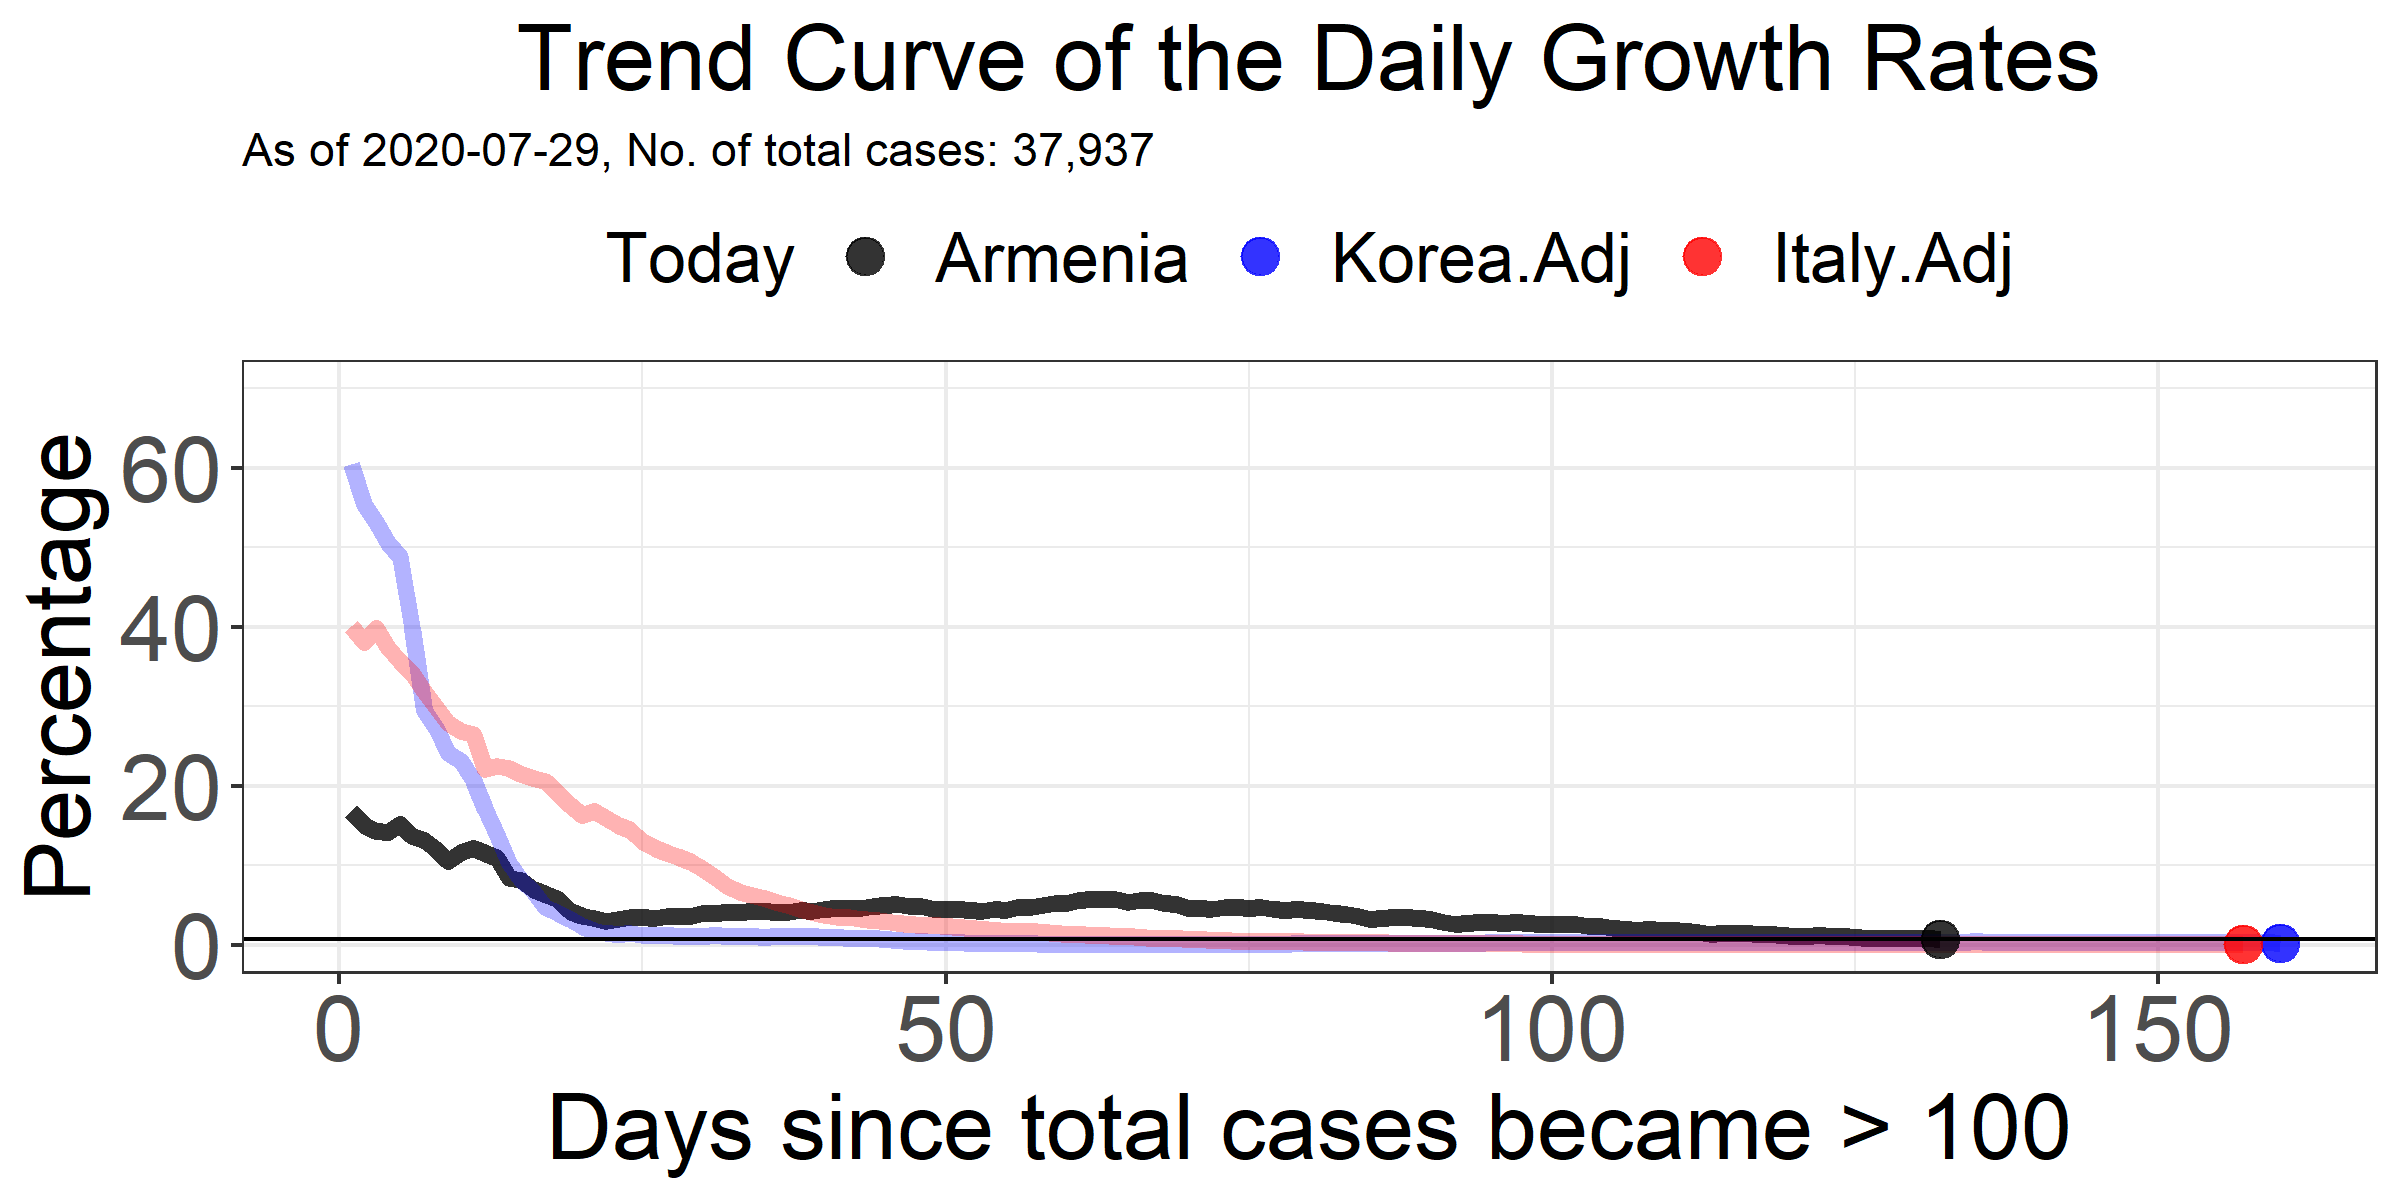 Trend Curve of the Daily Growth Rates
As of 2020-07-29, No. of total cases: 37,937
Today Armenia Korea.Adj Italy.Adj
Percentage
60
40
20
0
0 50 100 150
Days since total cases became > 100